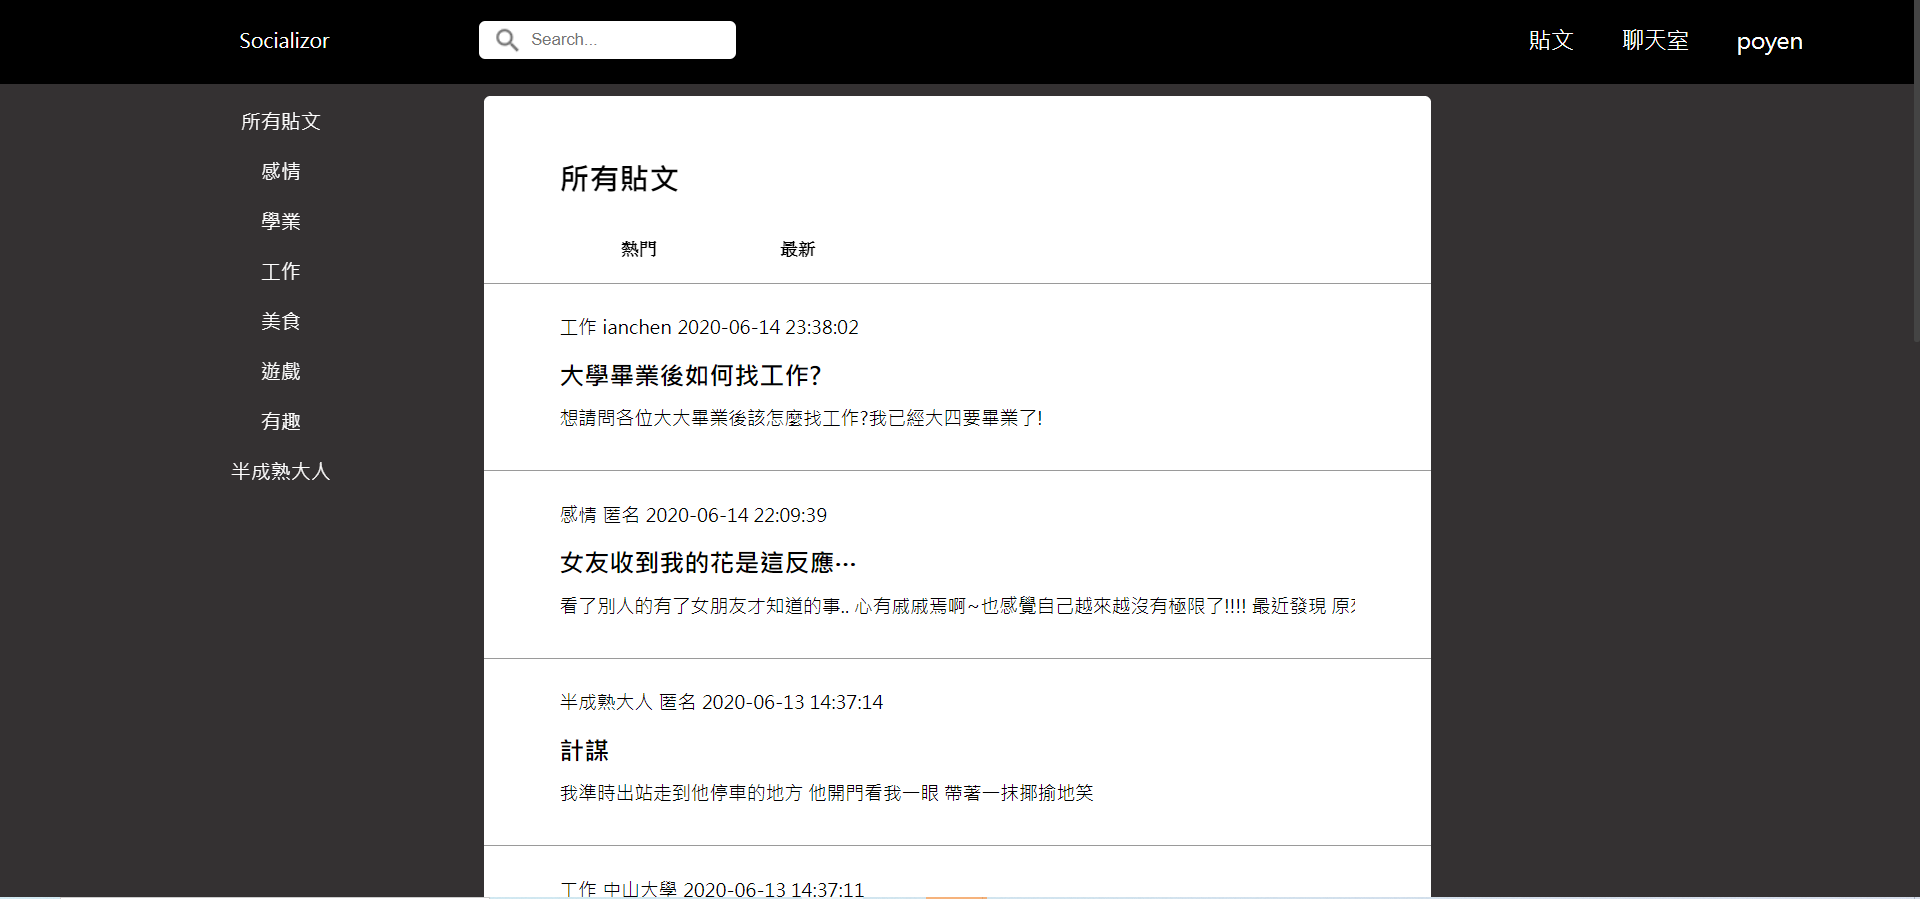 Socializor
Search...
貼文
聊天室
poyen
所有貼文
感情
學業
工作
美食
遊戲
有趣
半成熟大人
所有貼文
熱門
最新
工作 ianchen 2020-06-14 23:38:02
大學畢業後如何找工作?
想請問各位大大畢業後該怎麼找工作?我已經大四要畢業了!
感情 匿名 2020-06-14 22:09:39
女友收到我的花是這反應…
看了別人的有了女朋友才知道的事.. 心有戚戚焉啊~也感覺自己越來越沒有極限了!!!! 最近發現 原
半成熟大人 匿名 2020-06-13 14:37:14
計謀
我準時出站走到他停車的地方 他開門看我一眼 帶著一抹揶揄地笑
工作 中山大學 2020-06-13 14:37:11